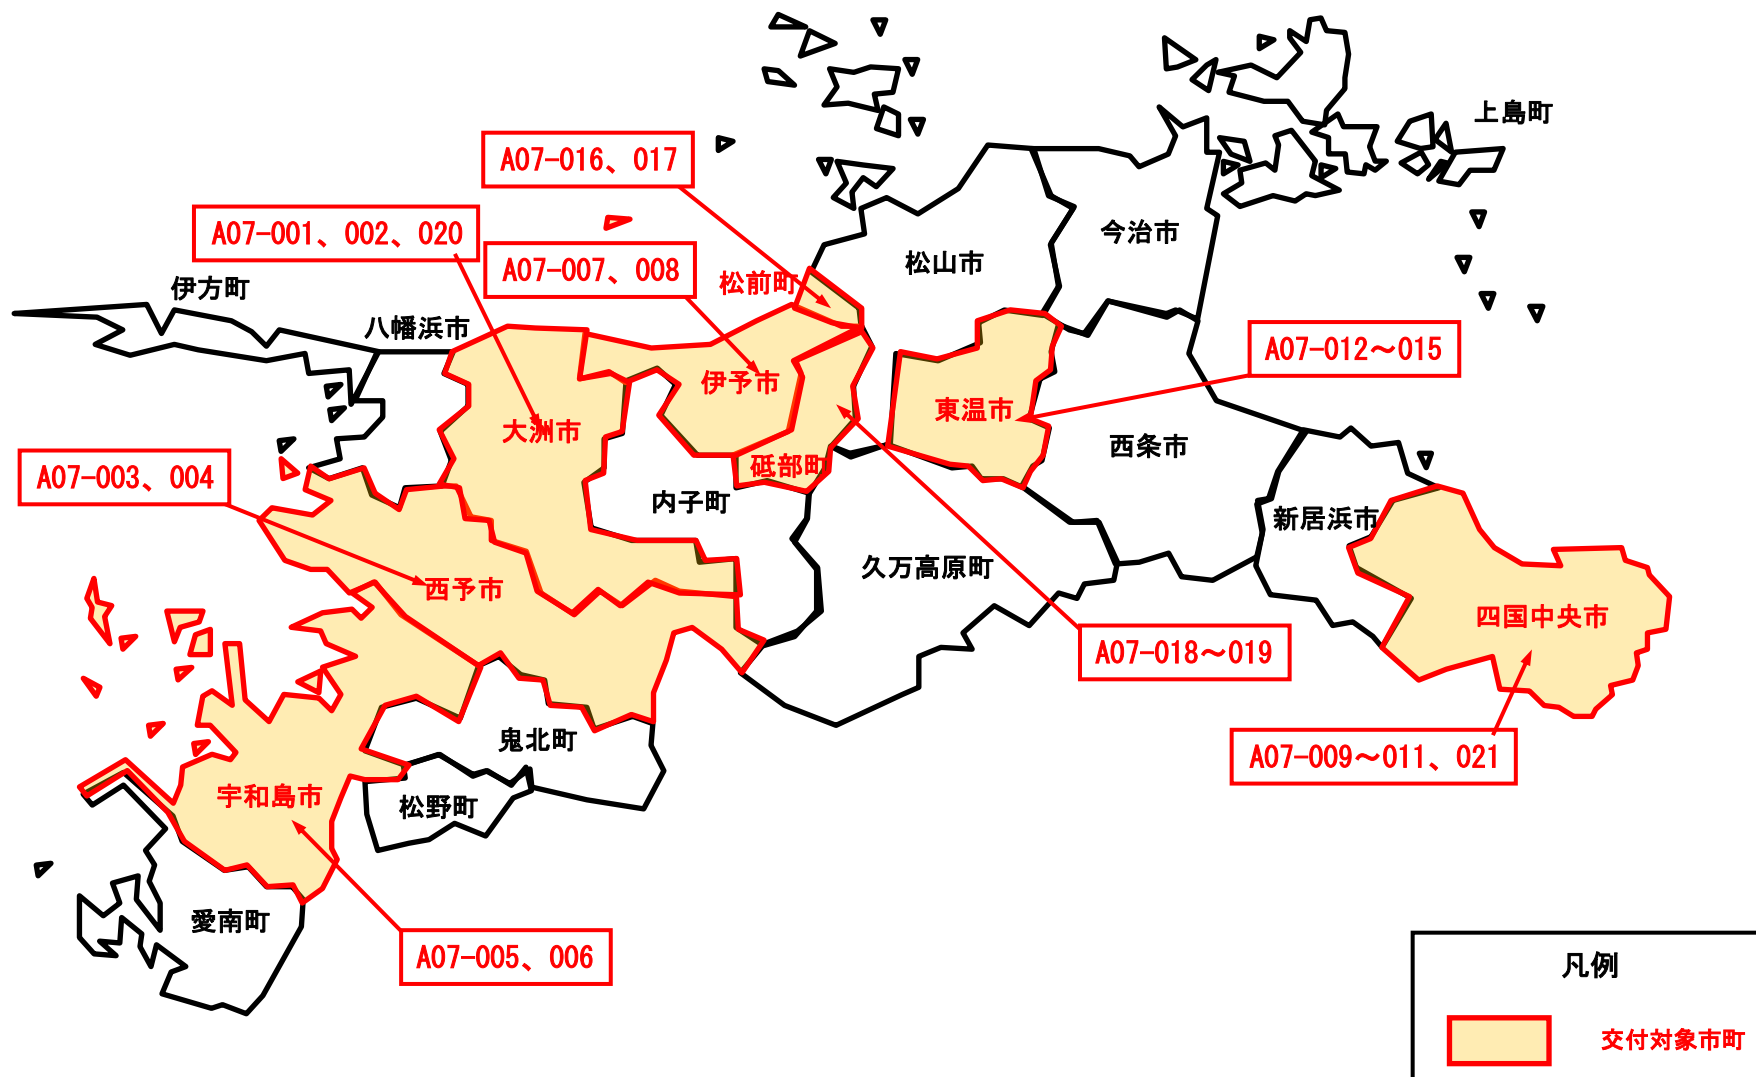 上島町
A07-016、017
A07-001、002、020
今治市
松山市
A07-007、008
松前町
伊方町
八幡浜市
A07-012～015
伊予市
東温市
大洲市
西条市
砥部町
A07-003、004
内子町
新居浜市
久万高原町
西予市
四国中央市
A07-018～019
鬼北町
A07-009～011、021
宇和島市
松野町
愛南町
A07-005、006
凡例
交付対象市町